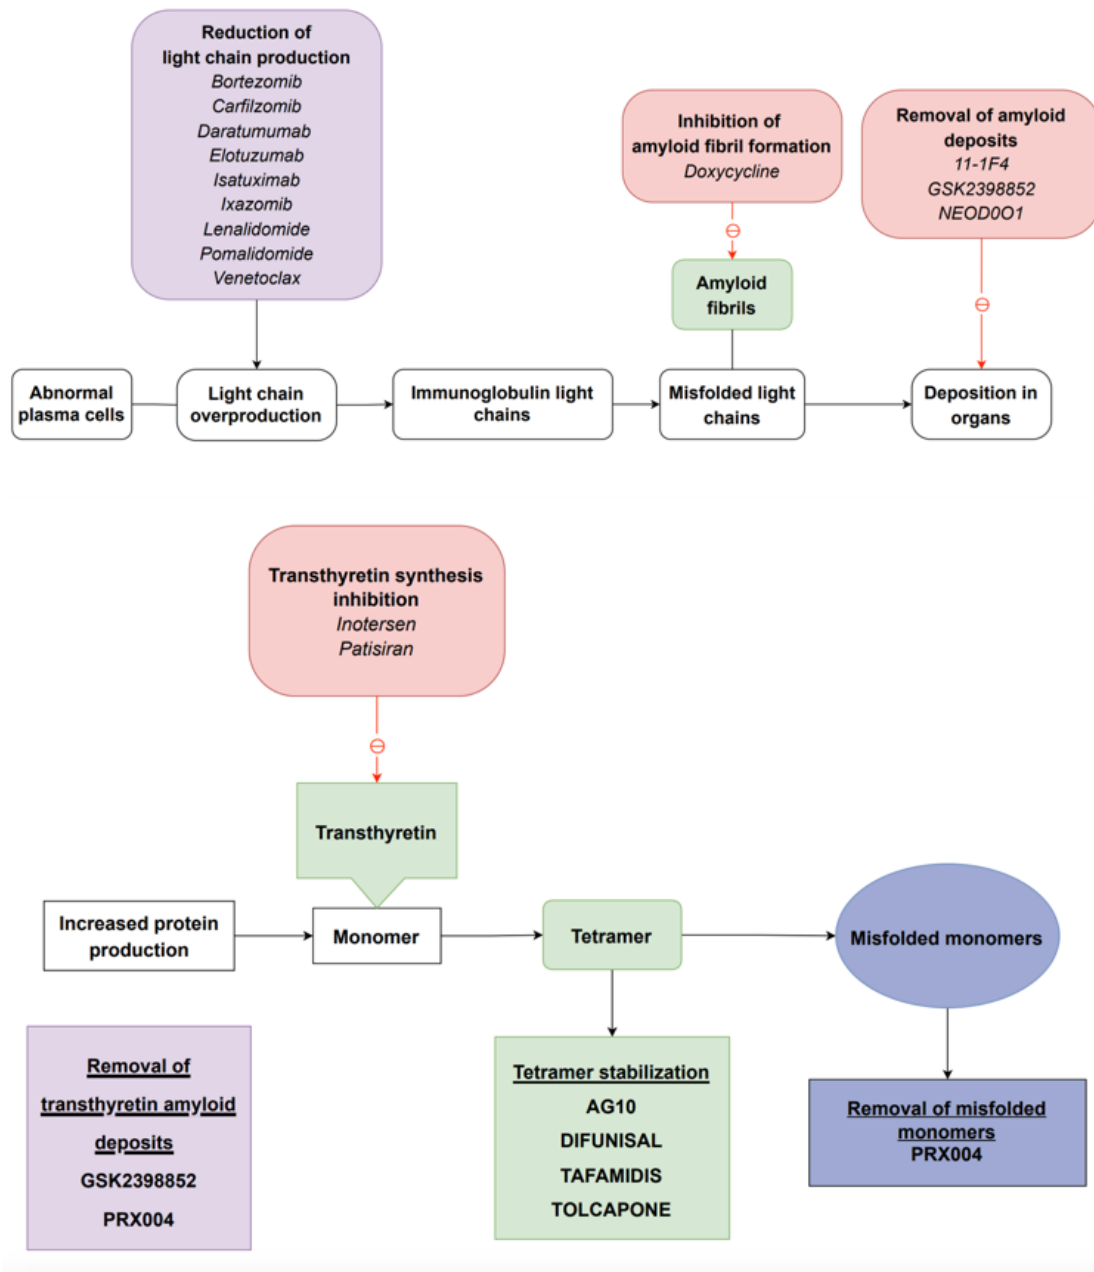 Reduction of
light chain production
Bortezomib
Carfilzomib
Daratumumab
Elotuzumab
Isatuximab
Ixazomib
Lenalidomide
Pomalidomide
Venetoclax
Inhibition of
amyloid fibril formation
Doxycycline
Removal of amyloid
deposits
11-1F4
GSK2398852
NEOD0O1
Amyloid
fibrils
Abnormal
plasma cells
Light chain
overproduction
Immunoglobulin light
chains
Misfolded light
chains
Deposition in
organs
Transthyretin synthesis
inhibition
Inotersen
Patisiran
Transthyretin
Increased protein
production
Monomer
Tetramer
Misfolded monomers
Removal of
transthyretin amyloid
deposits
GSK2398852
PRX004
Tetramer stabilization
AG10
DIFUNISAL
TAFAMIDIS
TOLCAPONE
Removal of misfolded
monomers
PRX004